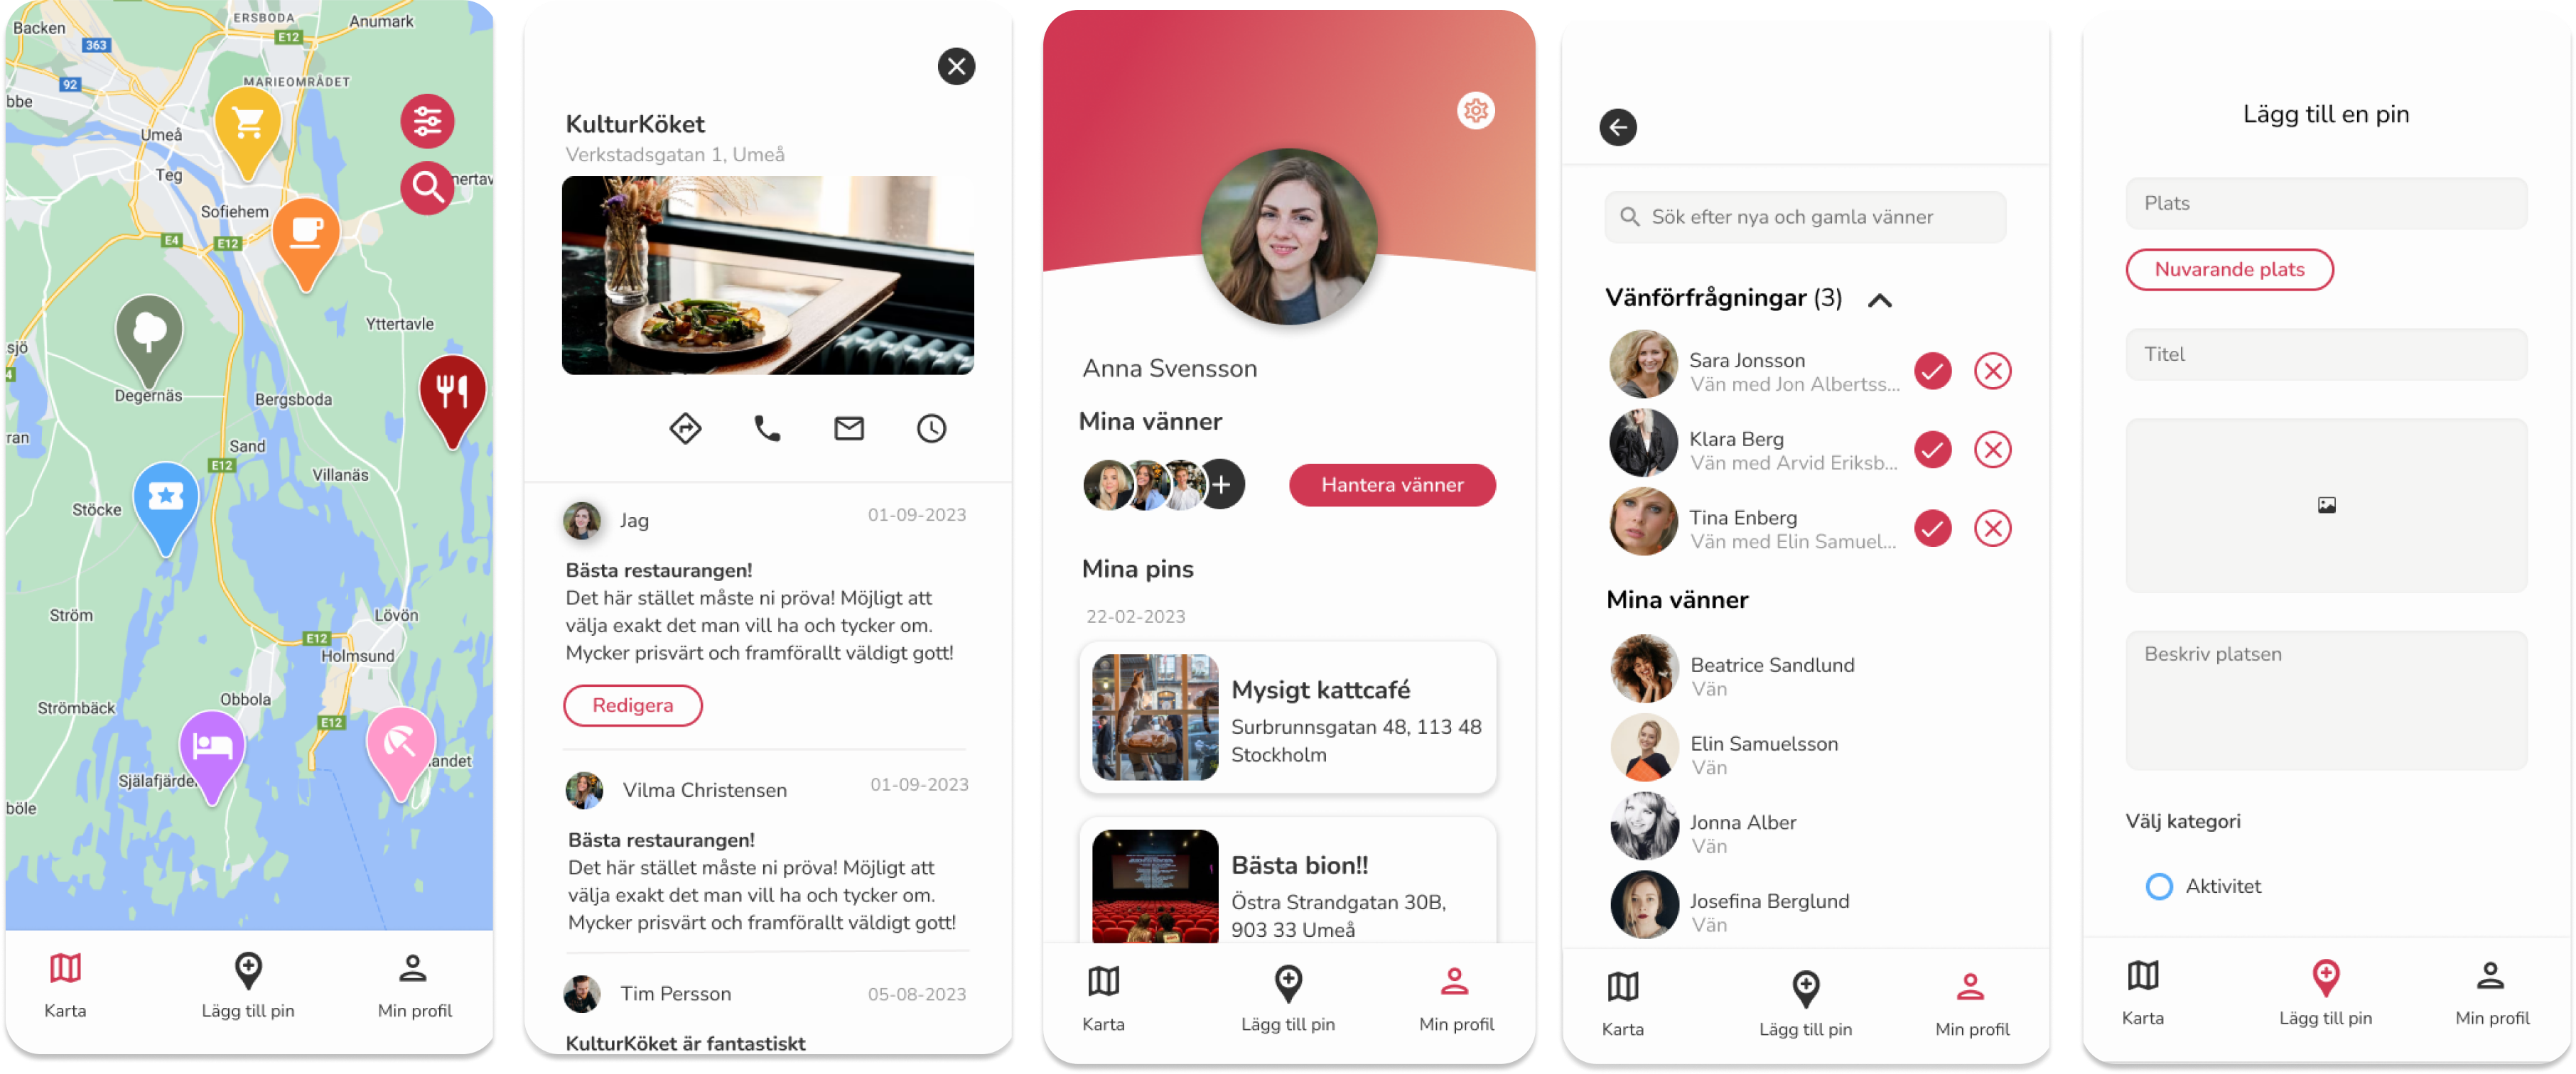 Backen
363
ERSBODA
E12
Anumark
92
MARIEOMRÅDET
Umeå
Teg
Sofiehem
E4
E12
Yttertavle
sjö
4
Degernäs
Bergsboda
ran
Sand
E12
Villanäs
Stöcke
Ström
Lövön
E12
Holmsund
Obbola
Strömbäck
E12
andet
böle
Karta
Lägg till pin
Min profil
KulturKöket
Verkstadsgatan 1, Umeå
Jag
01-09-2023
Bästa restaurangen!
Det här stället måste ni pröva! Möjligt att
välja exakt det man vill ha och tycker om.
Mycker prisvärt och framförallt väldigt gott!
Redigera
Vilma Christensen
01-09-2023
Bästa restaurangen!
Det här stället måste ni pröva! Möjligt att
välja exakt det man vill ha och tycker om.
Mycker prisvärt och framförallt väldigt gott!
Tim Persson
05-08-2023
KulturKöket är fantastiskt
Anna Svensson
Mina vänner
Hantera vänner
Mina pins
22-02-2023
Mysigt kattcafé
Surbrunnsgatan 48, 113 48
Stockholm
Bästa bion!!
Östra Strandgatan 30B,
903 33 Umeå
Karta
Lägg till pin
Min profil
Sök efter nya och gamla vänner
Vänförfrågningar (3)
Sara Jonsson
Vän med Jon Albertss...
Klara Berg
Vän med Arvid Eriksb...
Tina Enberg
Vän med Elin Samuel...
Mina vänner
Beatrice Sandlund
Vän
Elin Samuelsson
Vän
Jonna Alber
Vän
Josefina Berglund
Vän
Karta
Lägg till pin
Min profil
Lägg till en pin
Plats
Nuvarande plats
Titel
Beskriv platsen
Välj kategori
Aktivitet
Karta
Lägg till pin
Min profil